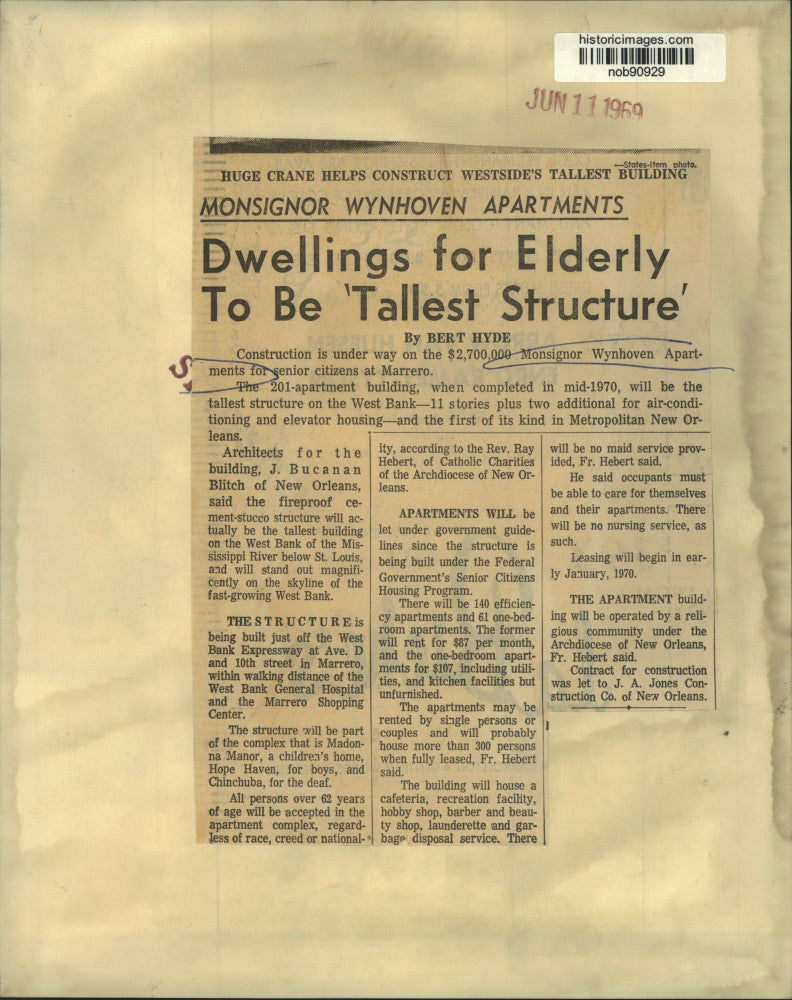 historicimages.com
nob90929
JUN 11 1969
—States-Item photo.
HUGE CRANE HELPS CONSTRUCT WESTSIDE'S TALLEST BUILDING
MONSIGNOR WYNHOVEN APARTMENTS
Dwellings for Elderly
To Be 'Tallest Structure'
By BERT HYDE
Construction is under way on the $2,700,000 Monsignor Wynhoven Apart-
ments for senior citizens at Marrero.
The 201-apartment building, when completed in mid-1970, will be the
tallest structure on the West Bank—11 stories plus two additional for air-condi-
tioning and elevator housing—and the first of its kind in Metropolitan New Or-
leans.
Architects for the
building, J. Bucanan
Blitch of New Orleans,
said the fireproof ce-
ment-stucco structure will ac-
tually be the tallest building
on the West Bank of the Mis-
sissippi River below St. Louis,
and will stand out magnifi-
cently on the skyline of the
fast-growing West Bank.
THE STRUCTURE is
being built just off the West
Bank Expressway at Ave. D
and 10th street in Marrero,
within walking distance of the
West Bank General Hospital
and the Marrero Shopping
Center.
The structure will be part
of the complex that is Madon-
na Manor, a children's home,
Hope Haven, for boys, and
Chinchuba, for the deaf.
All persons over 62 years
of age will be accepted in the
apartment complex, regard-
less of race, creed or national-
ity, according to the Rev. Ray
Hebert, of Catholic Charities
of the Archdiocese of New Or-
leans.
APARTMENTS WILL be
let under government guide-
lines since the structure is
being built under the Federal
Government's Senior Citizens
Housing Program.
There will be 140 efficien-
cy apartments and 61 one-bed-
room apartments. The former
will rent for $87 per month,
and the one-bedroom apart-
ments for $107, including utili-
ties, and kitchen facilities but
unfurnished.
The apartments may be
rented by single persons or
couples and will probably
house more than 300 persons
when fully leased, Fr. Hebert
said.
The building will house a
cafeteria, recreation facility,
hobby shop, barber and beau-
ty shop, launderette and gar-
bage disposal service. There
will be no maid service prov-
ided, Fr. Hebert said.
He said occupants must
be able to care for themselves
and their apartments. There
will be no nursing service, as
such.
Leasing will begin in ear-
ly January, 1970.
THE APARTMENT build-
ing will be operated by a reli-
gious community under the
Archdiocese of New Orleans,
Fr. Hebert said.
Contract for construction
was let to J. A. Jones Con-
struction Co. of New Orleans.